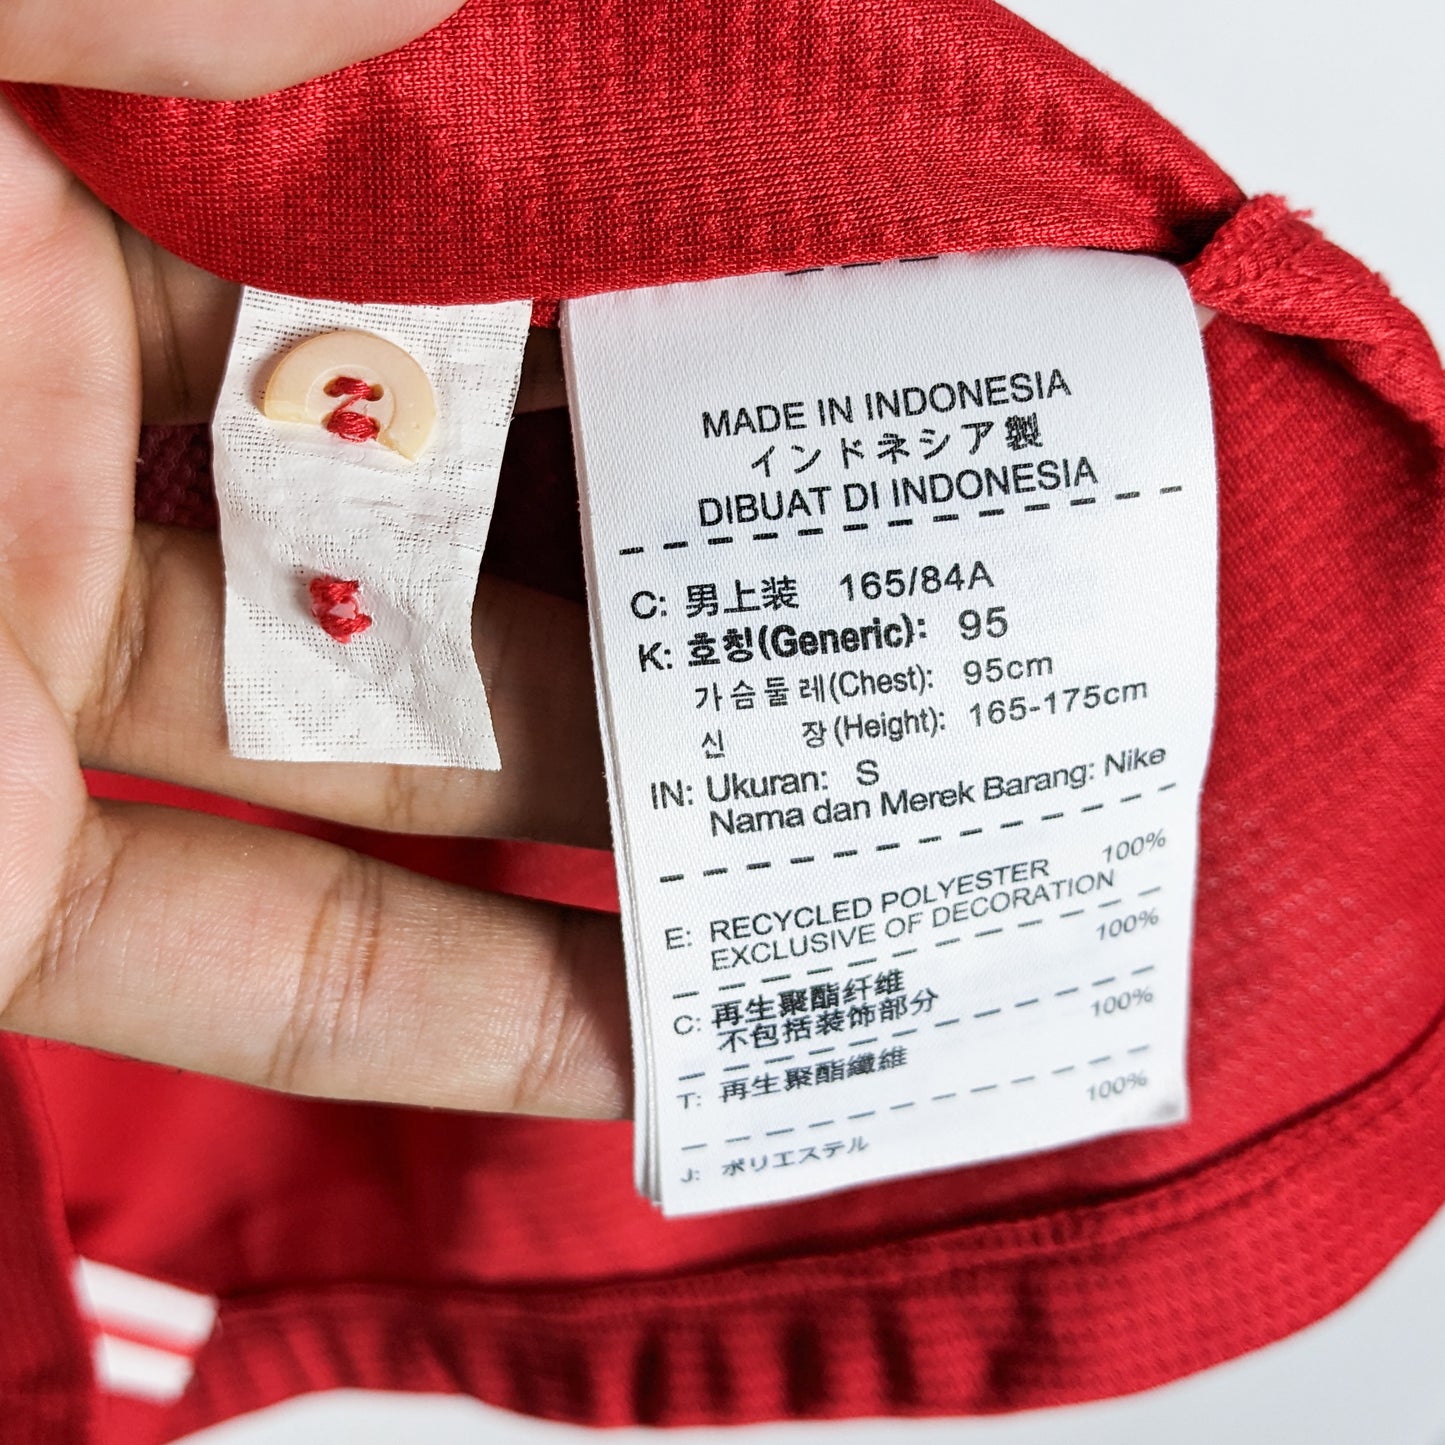 MADE IN INDONESIA
インドネシア製
DIBUAT DI INDONESIA
C: 男上装 165/84A
K: 호칭(Generic): 95
가슴둘레(Chest): 95cm
신 장(Height): 165-175cm
IN: Ukuran: S
Nama dan Merek Barang: Nike
100%
E: RECYCLED POLYESTER
EXCLUSIVE OF DECORATION
100%
C: 再生聚酯纤维
不包括装饰部分
100%
T: 再生聚酯纖維
100%
J: ポリエステル